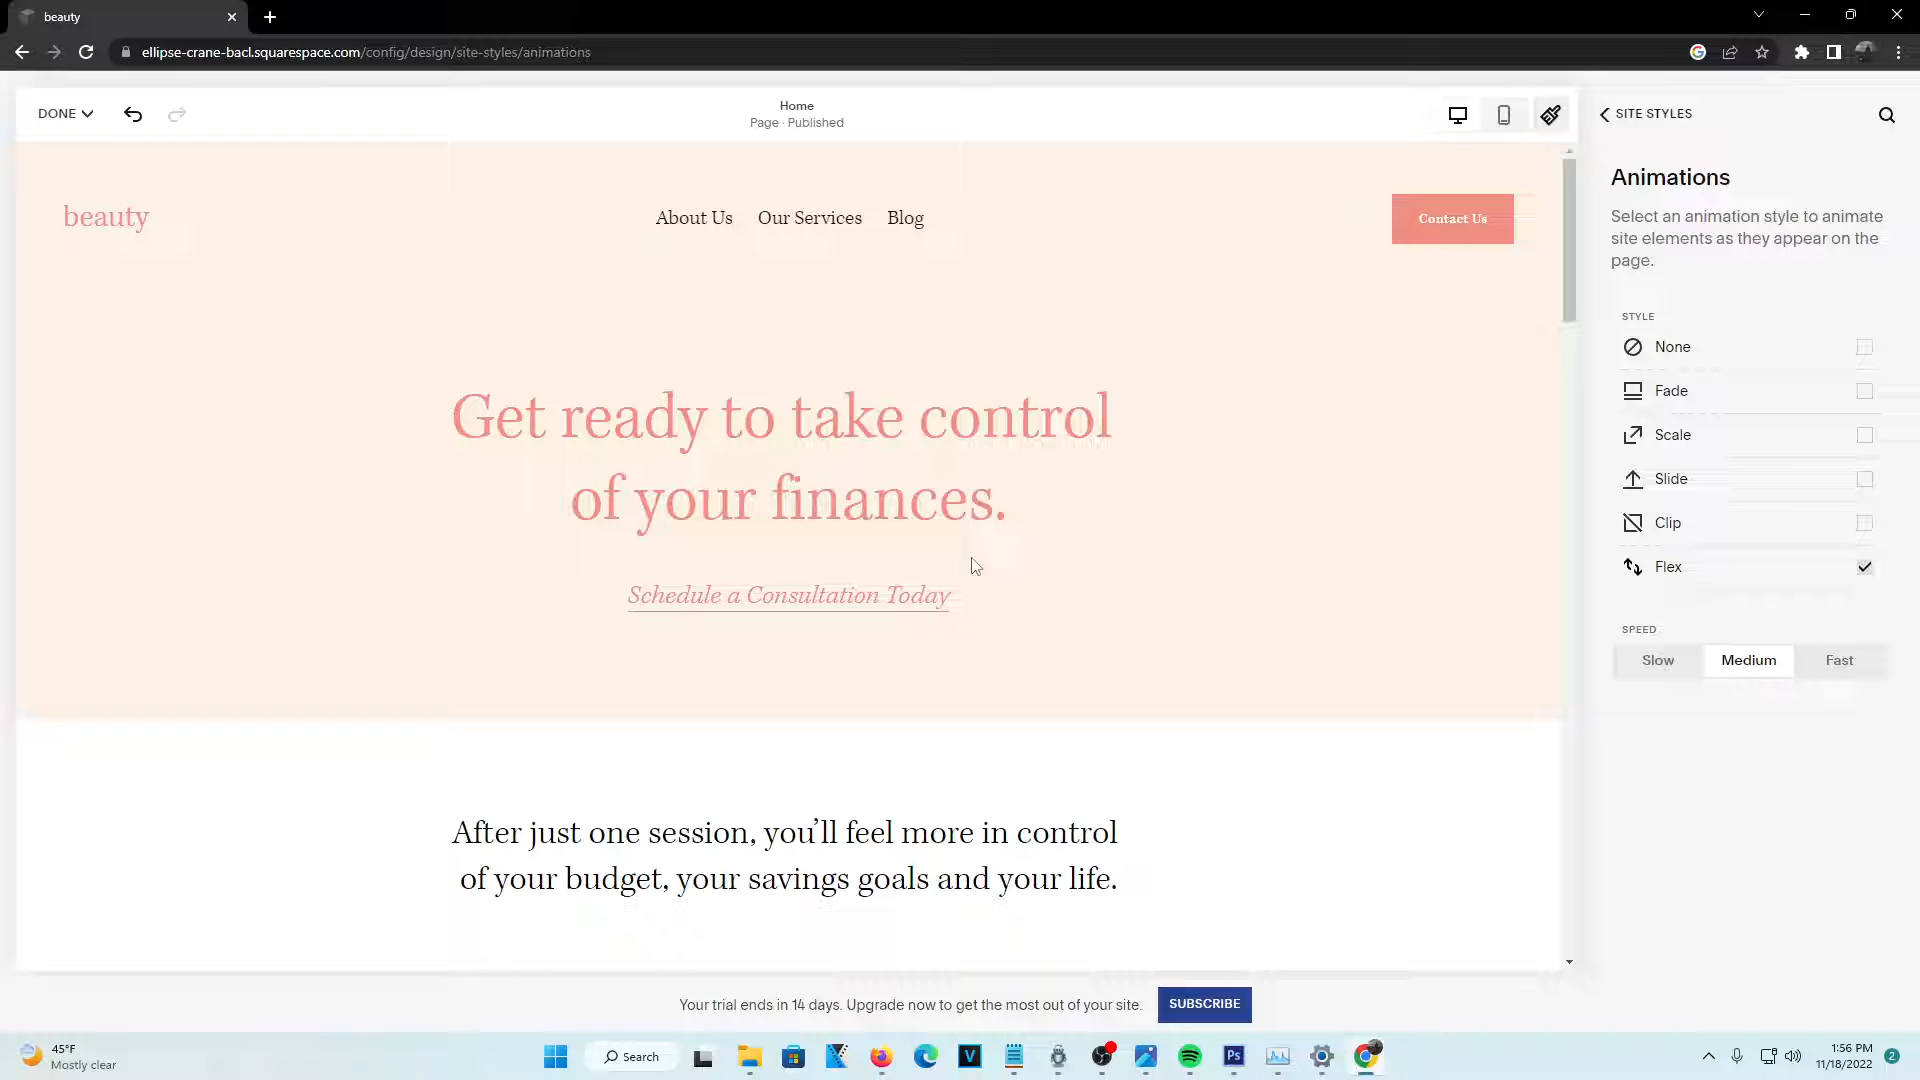 beauty
ellipse-crane-bacl.squarespace.com/config/design/site-styles/animations
DONE
Home
Page · Published
SITE STYLES
beauty
About Us
Our Services
Blog
Contact Us
Get ready to take control
of your finances.
Schedule a Consultation Today
After just one session, you’ll feel more in control
of your budget, your savings goals and your life.
Animations
Select an animation style to animate
site elements as they appear on the
page.
STYLE
None
Fade
Scale
Slide
Clip
Flex
SPEED
Slow
Medium
Fast
Your trial ends in 14 days. Upgrade now to get the most out of your site.
SUBSCRIBE
45°F
Mostly clear
Search
V
Ps
1:56 PM
11/18/2022
2